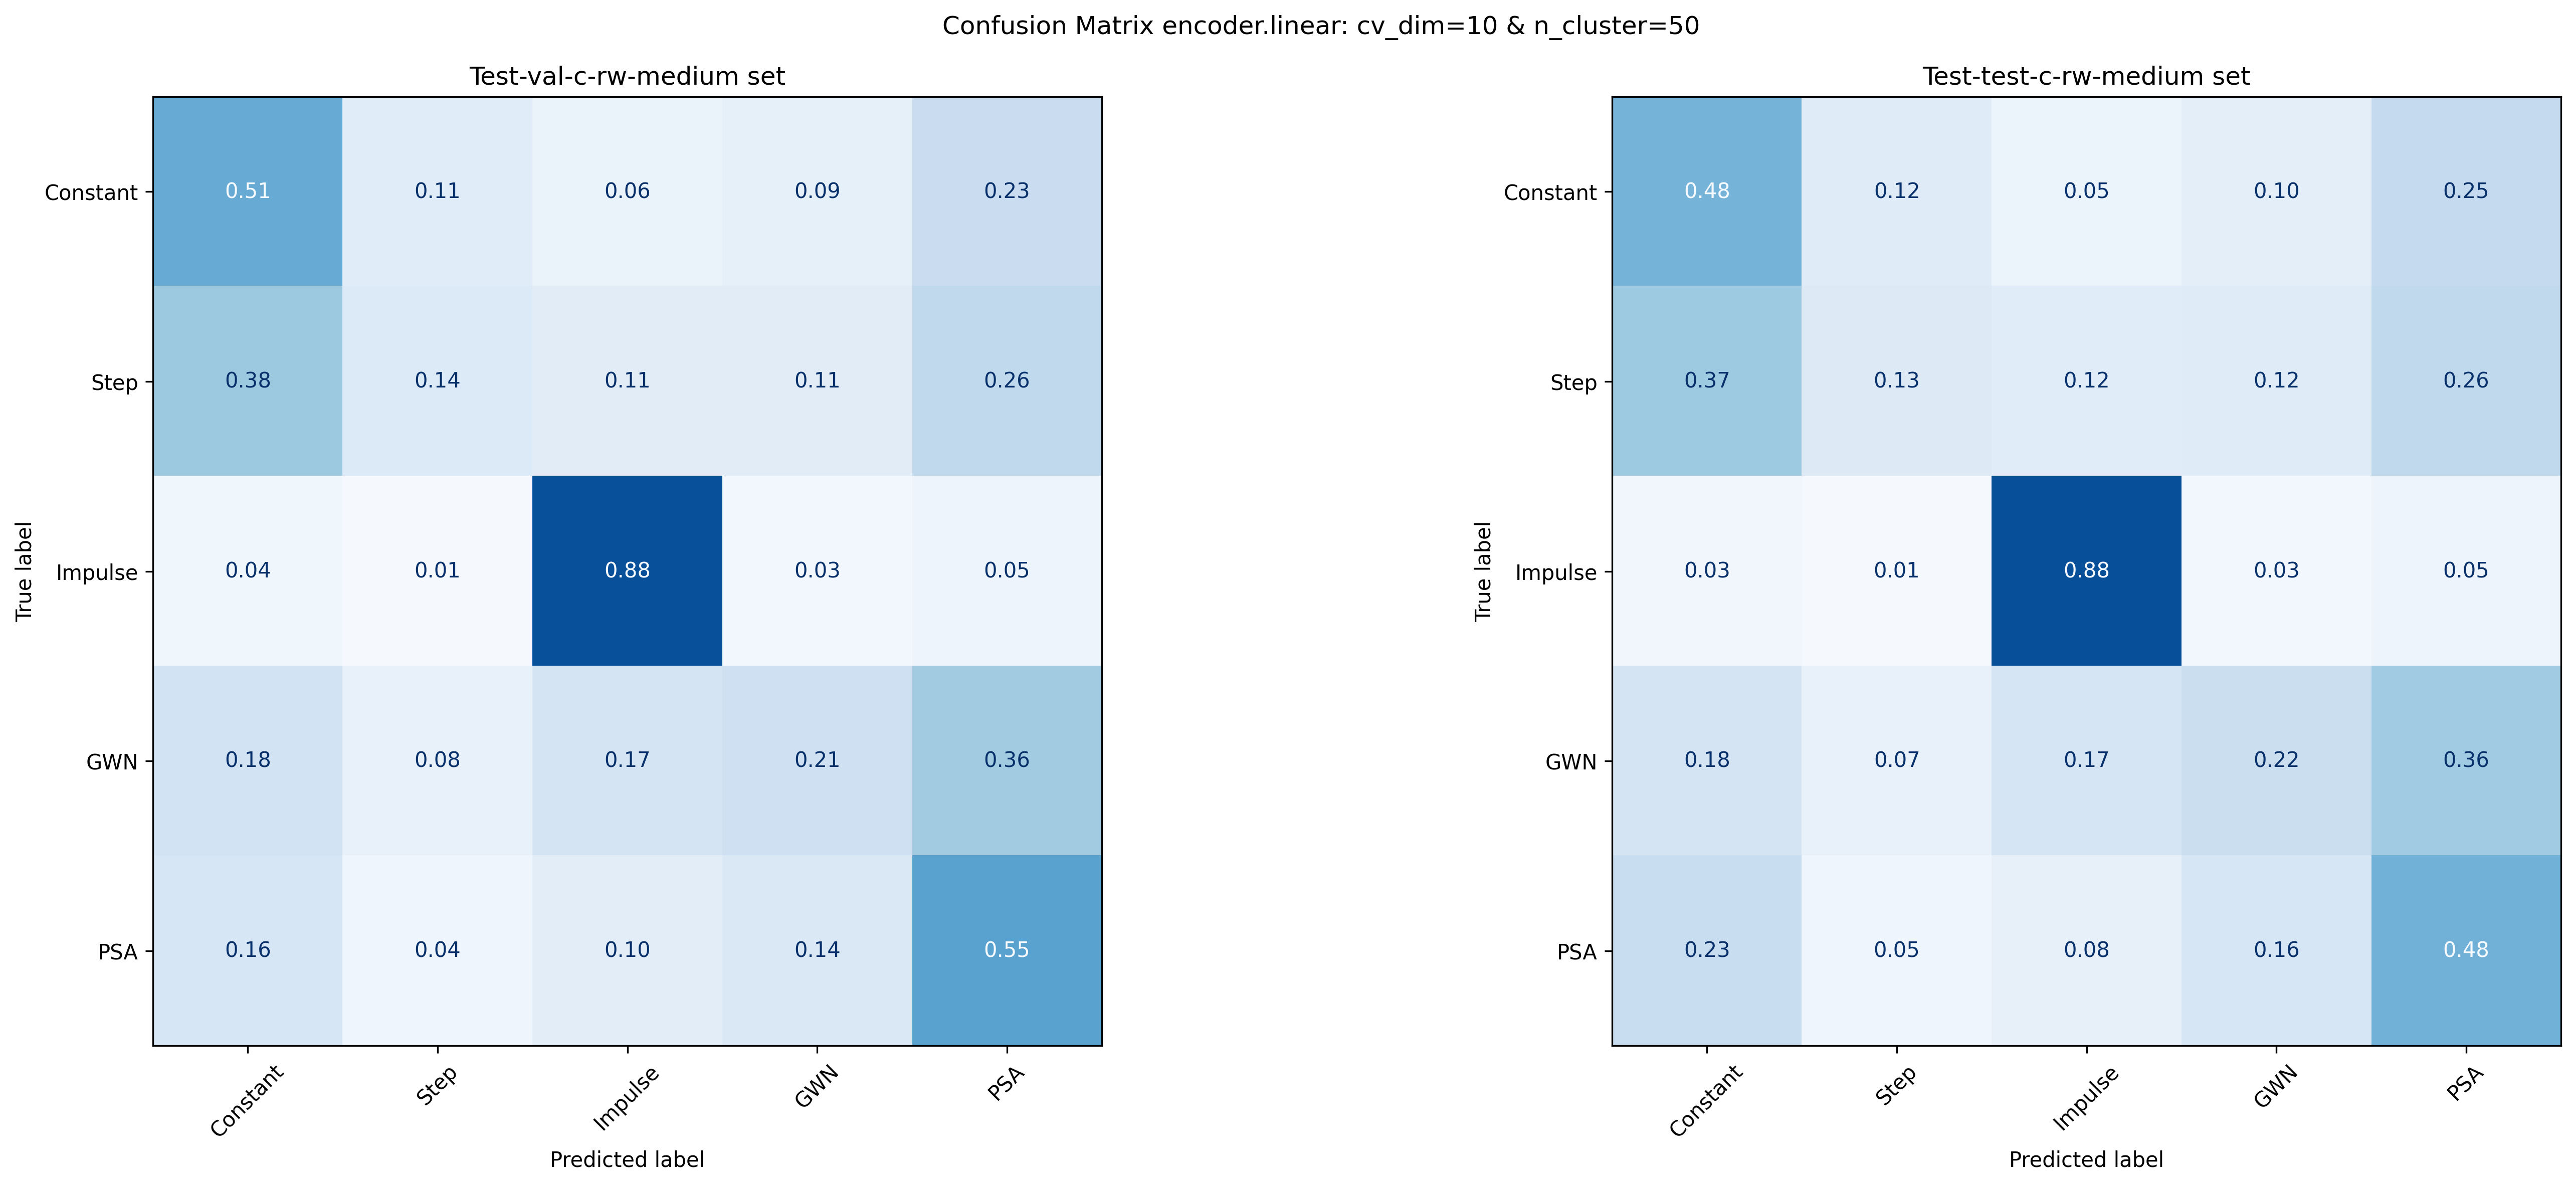 Confusion Matrix encoder.linear: cv_dim=10 & n_cluster=50
Test-val-c-rw-medium set
True label
Constant 0.51 0.11 0.06 0.09 0.23
Step 0.38 0.14 0.11 0.11 0.26
Impulse 0.04 0.01 0.88 0.03 0.05
GWN 0.18 0.08 0.17 0.21 0.36
PSA 0.16 0.04 0.10 0.14 0.55
Constant Step Impulse GWN PSA
Predicted label
Test-test-c-rw-medium set
True label
Constant 0.48 0.12 0.05 0.10 0.25
Step 0.37 0.13 0.12 0.12 0.26
Impulse 0.03 0.01 0.88 0.03 0.05
GWN 0.18 0.07 0.17 0.22 0.36
PSA 0.23 0.05 0.08 0.16 0.48
Constant Step Impulse GWN PSA
Predicted label